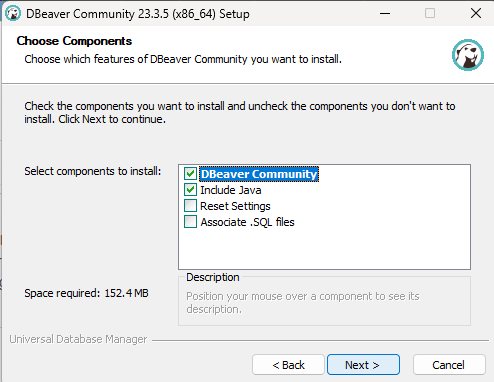 DBeaver Community 23.3.5 (x86_64) Setup
Choose Components
Choose which features of DBeaver Community you want to install.
Check the components you want to install and uncheck the components you don't want to
install. Click Next to continue.
Select components to install:
DBeaver Community
Include Java
Reset Settings
Associate .SQL files
Space required: 152.4 MB
Description
Position your mouse over a component to see its
description.
Universal Database Manager
< Back
Next >
Cancel